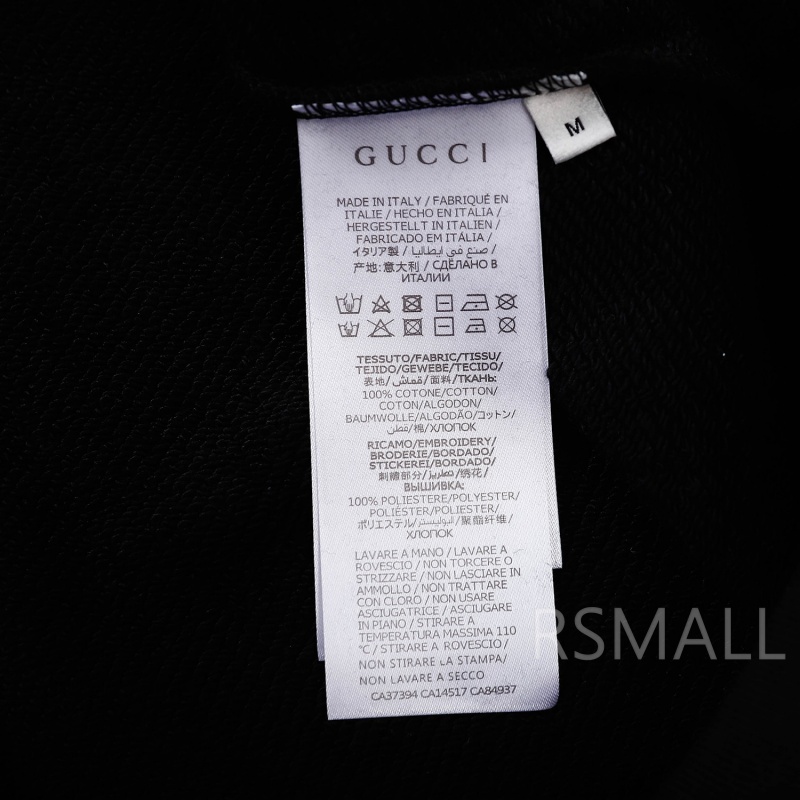 M
GUCCI
MADE IN ITALY / FABRIQUÉ EN
ITALIE / HECHO EN ITALIA /
HERGESTELLT IN ITALIEN /
FABRICADO EM ITÁLIA /
イタリア製 / صنع في ايطاليا /
产地: 意大利 / СДЕЛАНО В
ИТАЛИИ
TESSUTO/FABRIC/TISSU/
TEJIDO/GEWEBE/TECIDO/
表地/قماش/面料/ТКАНЬ:
100% COTONE/COTTON/
COTON/ALGODON/
BAUMWOLLE/ALGODÃO/コットン/
قطن/棉/ХЛОПОК
RICAMO/EMBROIDERY/
BRODERIE/BORDADO/
STICKEREI/BORDADO/
刺繍部分/تطريز/绣花/
ВЫШИВКА:
100% POLIESTERE/POLYESTER/
POLIÉSTER/POLIESTER/
ポリエステル/البوليستر/聚酯纤维/
ХЛОПОК
LAVARE A MANO / LAVARE A
ROVESCIO / NON TORCERE O
STRIZZARE / NON LASCIARE IN
AMMOLLO / NON TRATTARE
CON CLORO / NON USARE
ASCIUGATRICE / ASCIUGARE
IN PIANO / STIRARE A
TEMPERATURA MASSIMA 110
°C / STIRARE A ROVESCIO /
NON STIRARE LA STAMPA/
NON LAVARE A SECCO
CA37394 CA14517 CA84937
RSMALL